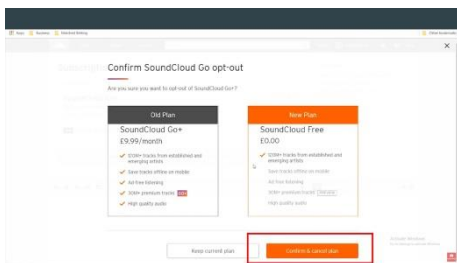 Confirm SoundCloud Go opt-out
Are you sure you want to opt-out of SoundCloud Go+?
Old Plan
SoundCloud Go+
£9.99/month
120M+ tracks from established and
emerging artists
Save tracks offline on mobile
Ad free listening
30M+ premium tracks
High quality audio
New Plan
SoundCloud Free
£0.00
120M+ tracks from established and
emerging artists
Save tracks offline on mobile
Ad free listening
30M+ premium tracks
High quality audio
Keep current plan
Confirm & cancel plan
Activate Windows